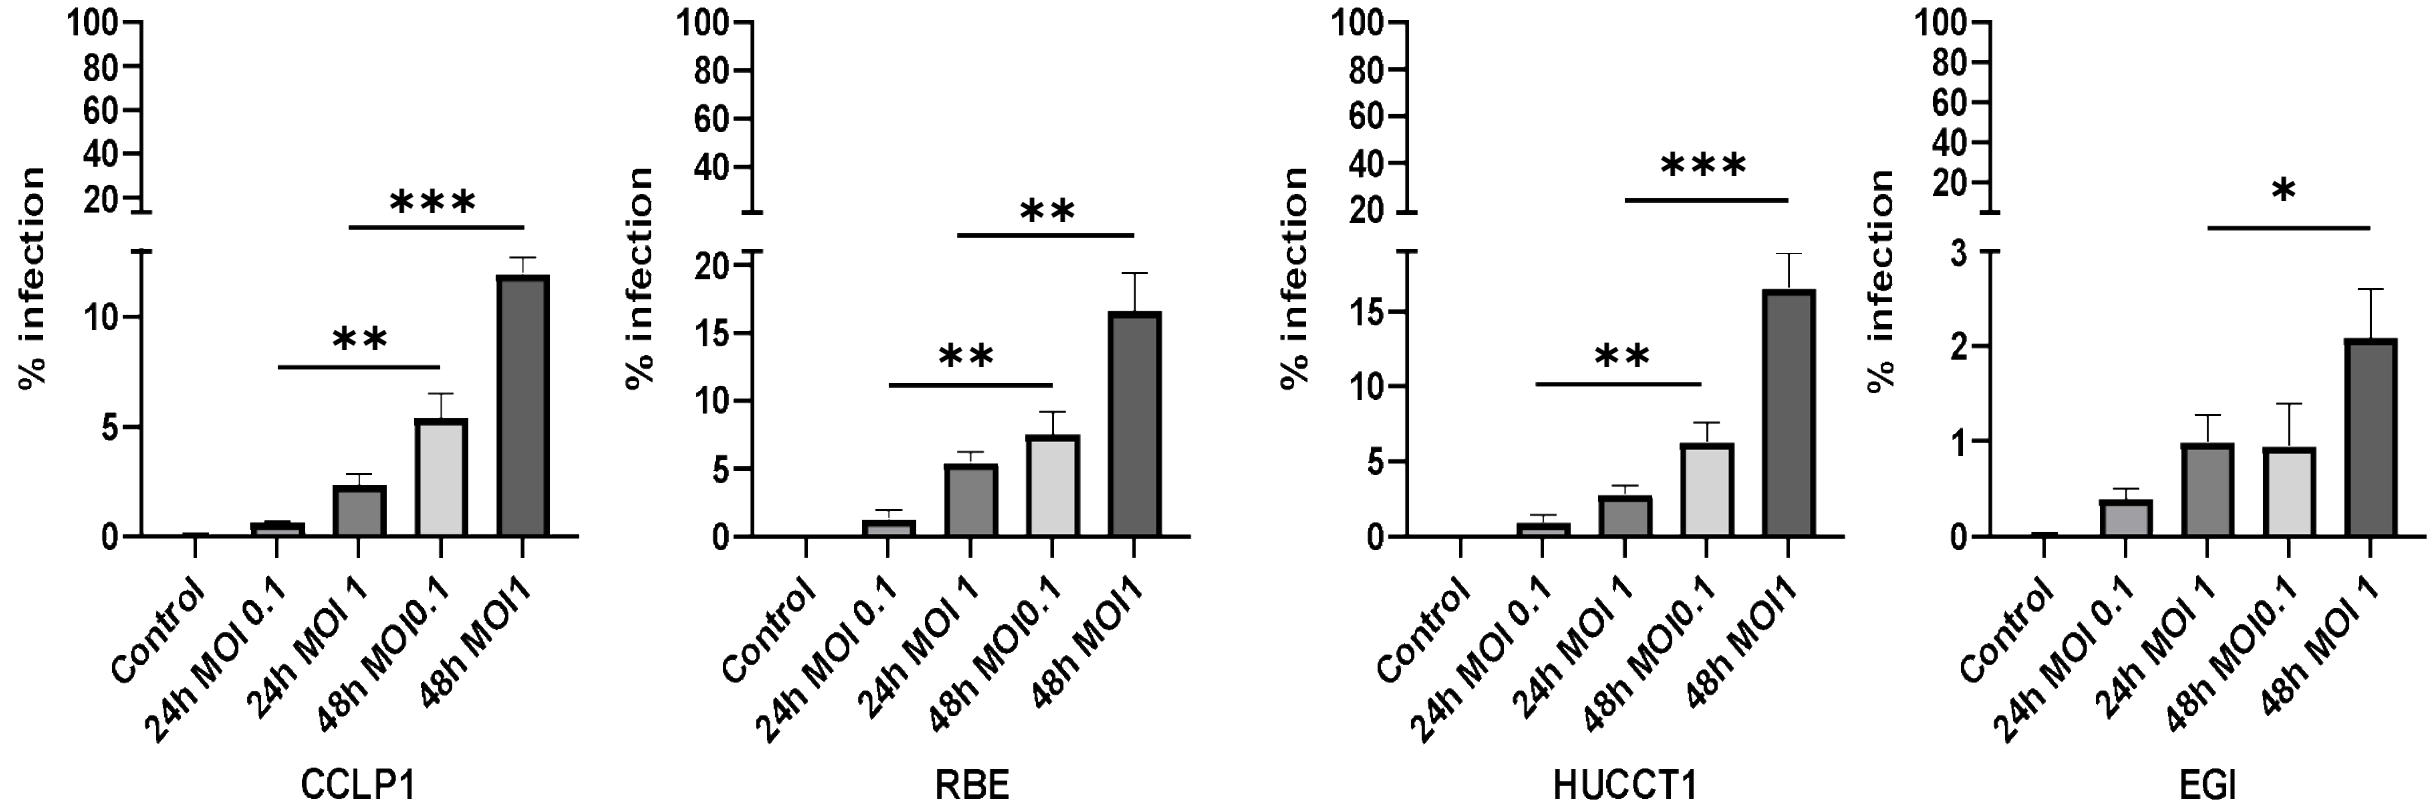 % infection
100
80
60
40
20
10
5
0
***
**
Control
24h MOI 0.1
24h MOI 1
48h MOI0.1
48h MOI1
CCLP1
% infection
100
80
60
40
20
15
10
5
0
**
**
Control
24h MOI 0.1
24h MOI 1
48h MOI0.1
48h MOI1
RBE
% infection
100
80
60
40
20
15
10
5
0
***
**
Control
24h MOI 0.1
24h MOI 1
48h MOI0.1
48h MOI1
HUCCT1
% infection
100
80
60
40
20
3
2
1
0
*
Control
24h MOI 0.1
24h MOI 1
48h MOI0.1
48h MOI 1
EGI